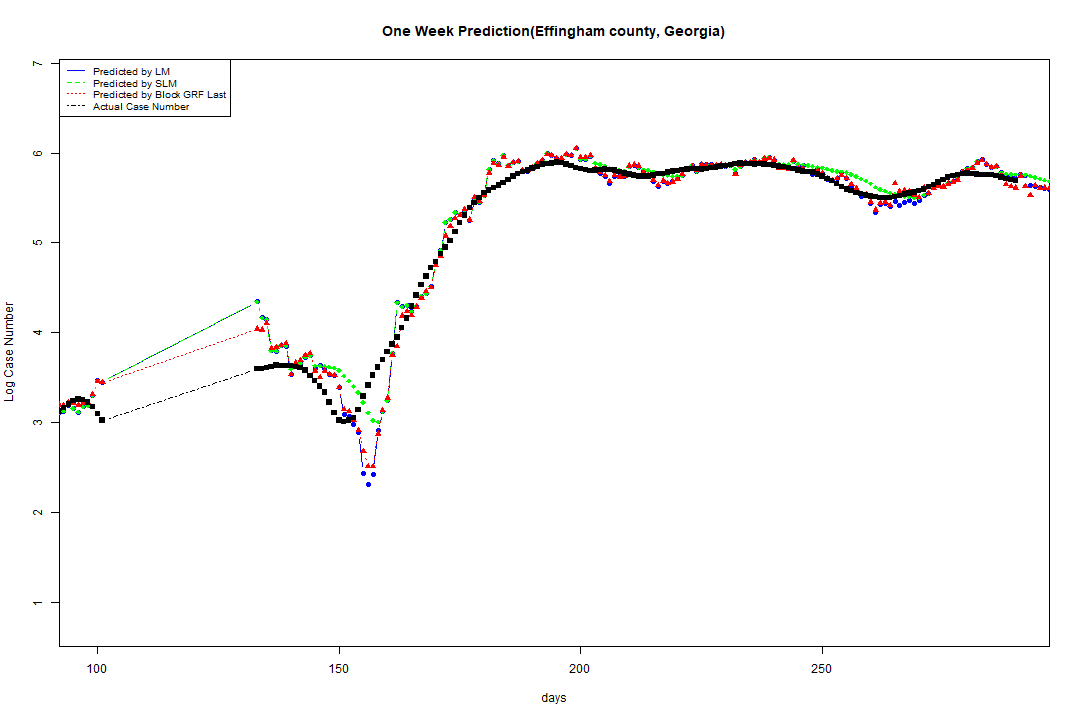 One Week Prediction(Effingham county, Georgia)
7
Predicted by LM
Predicted by SLM
Predicted by Block GRF Last
Actual Case Number
6
5
4
3
2
1
Log Case Number
100 150 200 250
days